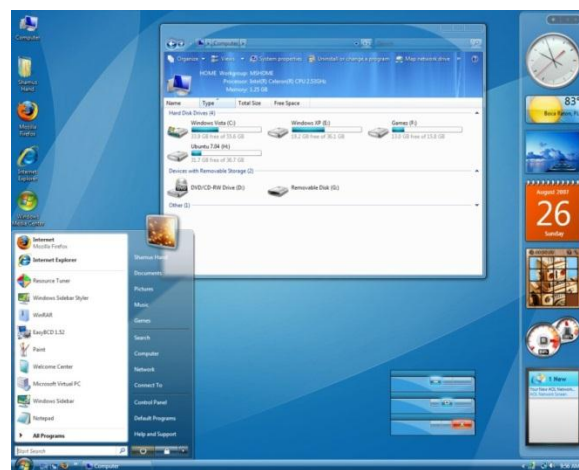 Computer
Shamus
Hand
Mozilla
Firefox
Internet
Explorer
Windows
Media Center
Computer
Organize
Views
System properties
Uninstall or change a program
Map network drive
HOME Workgroup: MSHOME
Processor: Intel(R) Celeron(R) CPU 2.53GHz
Memory: 1.25 GB
Name Type Total Size Free Space
Hard Disk Drives (4)
Windows Vista (C:)
Windows XP (E:)
Games (F:)
Ubuntu 7.04 (H:)
Devices with Removable Storage (2)
DVD/CD-RW Drive (D:)
Removable Disk (G:)
Other (1)
Internet
Mozilla Firefox
Internet Explorer
Resource Tuner
Windows Sidebar Styler
WinRAR
EasyBCD 1.52
Paint
Welcome Center
Microsoft Virtual PC
Windows Sidebar
Notepad
All Programs
Start Search
Shamus Hand
Documents
Pictures
Music
Games
Search
Computer
Network
Connect To
Control Panel
Default Programs
Help and Support
83°
Boca Raton, FL
August 2007
26
Sunday
1 New
Computer